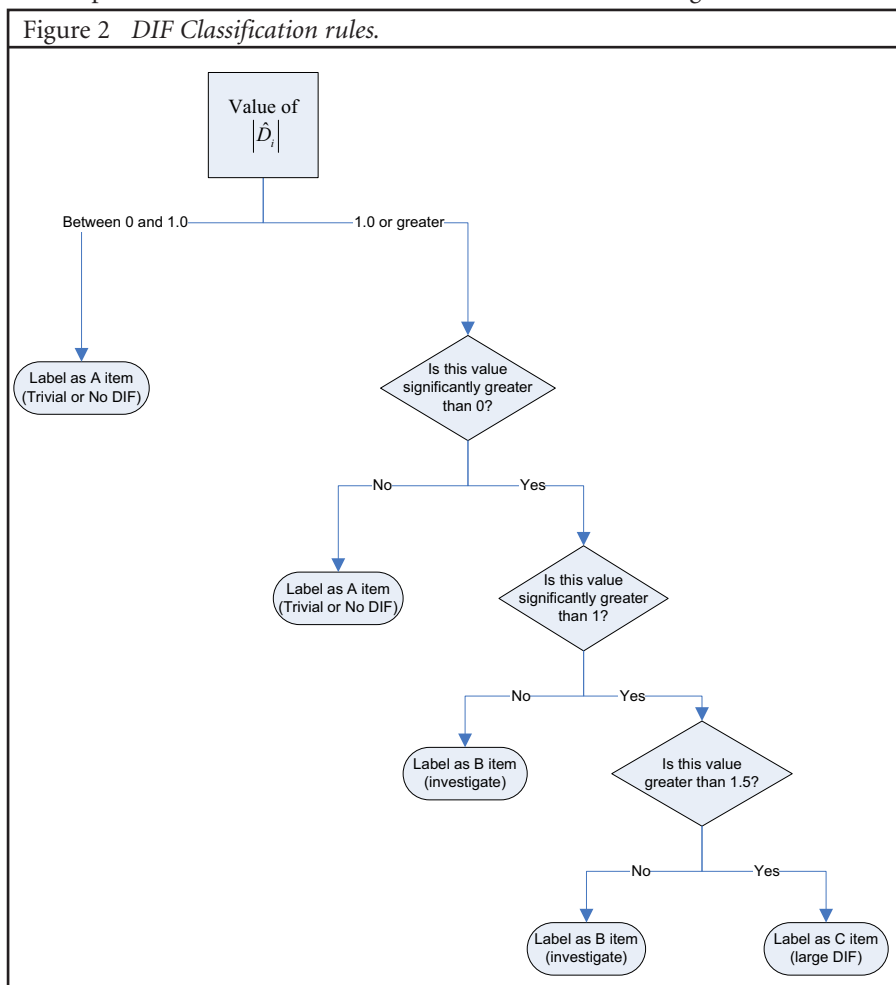 Figure 2 DIF Classification rules.
Value of
|D̂ᵢ|
Between 0 and 1.0
1.0 or greater
Label as A item
(Trivial or No DIF)
Is this value
significantly greater
than 0?
No
Yes
Label as A item
(Trivial or No DIF)
Is this value
significantly greater
than 1?
No
Yes
Label as B item
(investigate)
Is this value
greater than 1.5?
No
Yes
Label as B item
(investigate)
Label as C item
(large DIF)